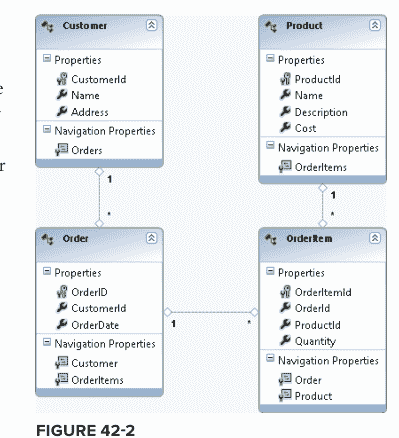 Customer
Properties
CustomerId
Name
Address
Navigation Properties
Orders
1
*
Product
Properties
ProductId
Name
Description
Cost
Navigation Properties
OrderItems
1
*
Order
Properties
OrderID
CustomerId
OrderDate
Navigation Properties
Customer
OrderItems
1
*
OrderItem
Properties
OrderItemId
OrderId
ProductId
Quantity
Navigation Properties
Order
Product
FIGURE 42-2